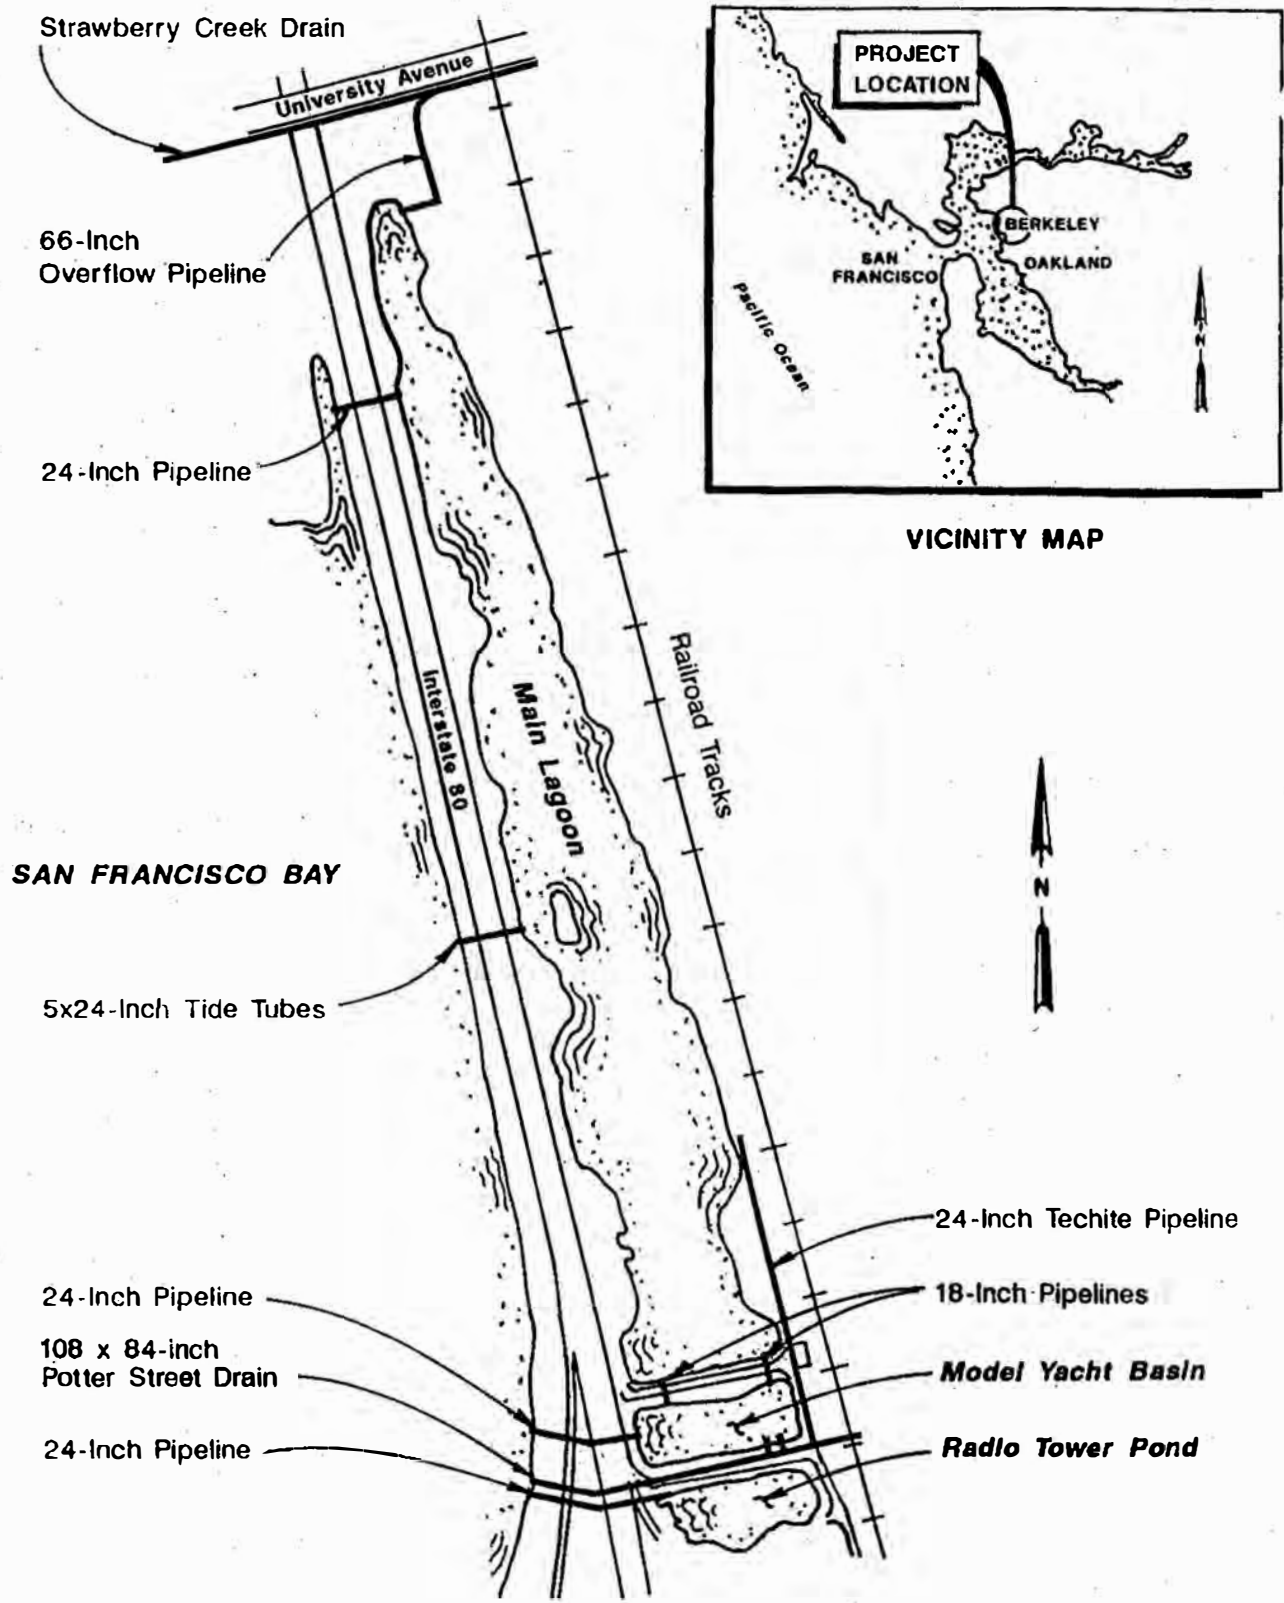 Strawberry Creek Drain
University Avenue
66-Inch
Overflow Pipeline
24-Inch Pipeline
PROJECT
LOCATION
BERKELEY
SAN
FRANCISCO
OAKLAND
Pacific Ocean
N
VICINITY MAP
Railroad Tracks
Interstate 80
Main Lagoon
SAN FRANCISCO BAY
N
5x24-Inch Tide Tubes
24-Inch Techite Pipeline
24-Inch Pipeline
18-Inch Pipelines
108 x 84-inch
Potter Street Drain
Model Yacht Basin
24-Inch Pipeline
Radio Tower Pond